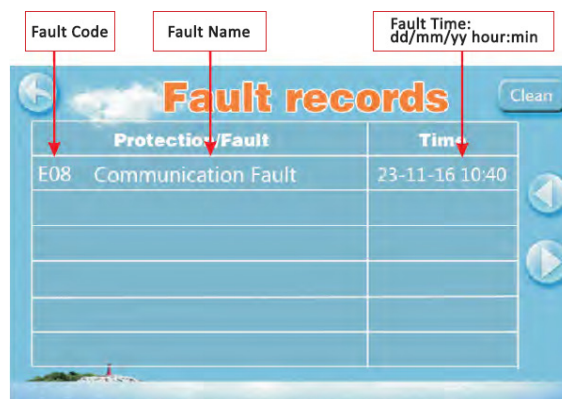 Fault Code
Fault Name
Fault Time:
dd/mm/yy hour:min
Fault records
Clean
Protection/Fault
Time
E08 Communication Fault
23-11-16 10:40